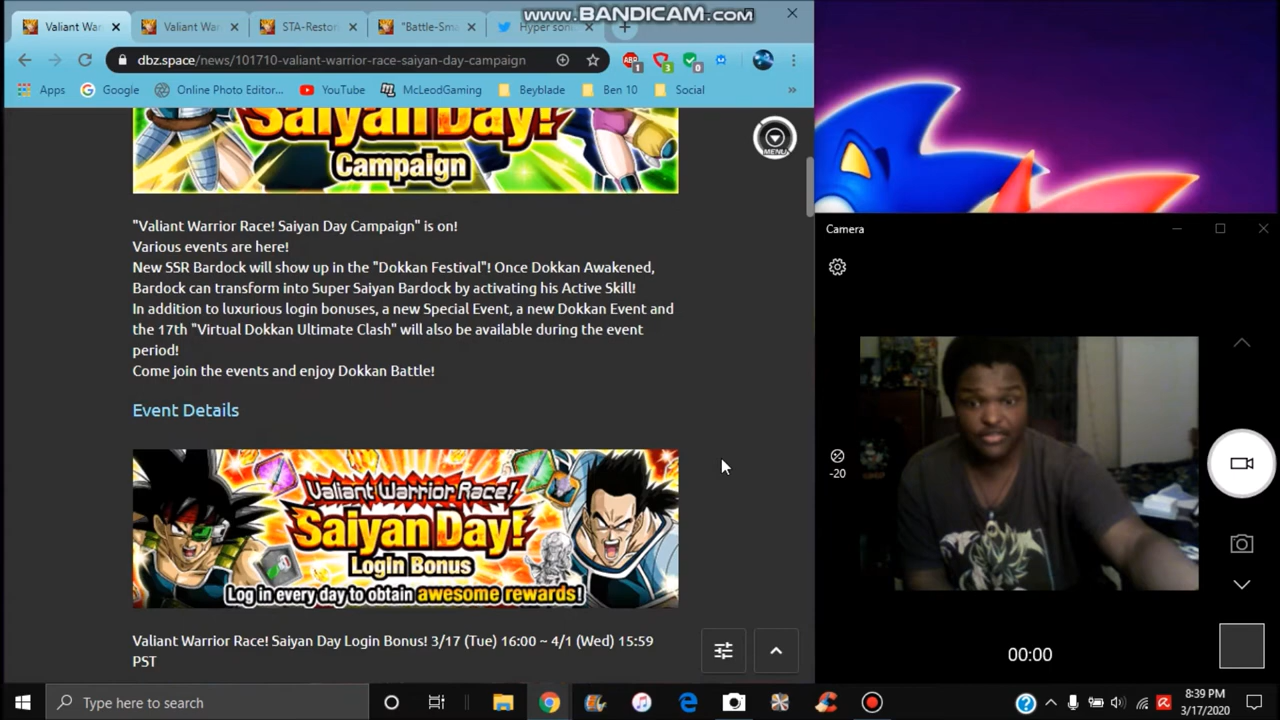 www.BANDICAM.com
Valiant War
Valiant War
STA-Reston
"Battle-Sma
Hyper soni
dbz.space/news/101710-valiant-warrior-race-saiyan-day-campaign
ABP
1
3
0
Apps
Google
Online Photo Editor...
YouTube
McLeodGaming
Beyblade
Ben 10
Social
»
Saiyan Day!
Campaign
MENU
"Valiant Warrior Race! Saiyan Day Campaign" is on!
Various events are here!
New SSR Bardock will show up in the "Dokkan Festival"! Once Dokkan Awakened,
Bardock can transform into Super Saiyan Bardock by activating his Active Skill!
In addition to luxurious login bonuses, a new Special Event, a new Dokkan Event and
the 17th "Virtual Dokkan Ultimate Clash" will also be available during the event
period!
Come join the events and enjoy Dokkan Battle!
Event Details
Valiant Warrior Race!
Saiyan Day!
Login Bonus
Log in every day to obtain awesome rewards!
Valiant Warrior Race! Saiyan Day Login Bonus! 3/17 (Tue) 16:00 ~ 4/1 (Wed) 15:59
PST
Camera
-20
00:00
Type here to search
8:39 PM
3/17/2020